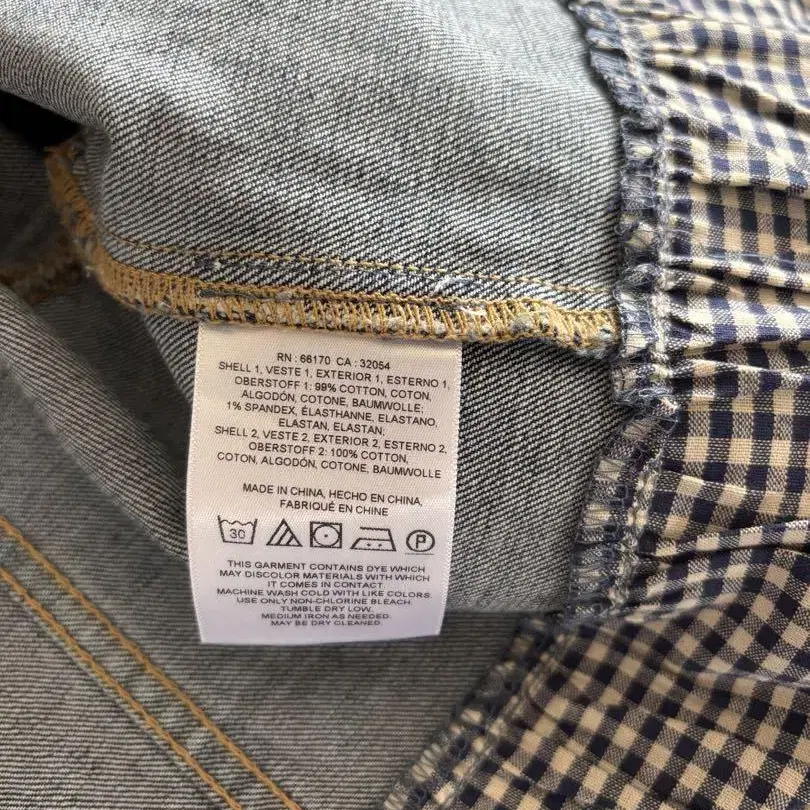 RN : 66170 CA : 32054
SHELL 1, VESTE 1, EXTERIOR 1, ESTERNO 1,
OBERSTOFF 1: 99% COTTON, COTON,
ALGODÓN, COTONE, BAUMWOLLE;
1% SPANDEX, ÉLASTHANNE, ELASTANO,
ELASTAN, ELASTAN;
SHELL 2, VESTE 2, EXTERIOR 2, ESTERNO 2,
OBERSTOFF 2: 100% COTTON,
COTON, ALGODÓN, COTONE, BAUMWOLLE
MADE IN CHINA, HECHO EN CHINA,
FABRIQUÉ EN CHINE
30 P
THIS GARMENT CONTAINS DYE WHICH
MAY DISCOLOR MATERIALS WITH WHICH
IT COMES IN CONTACT.
MACHINE WASH COLD WITH LIKE COLORS.
USE ONLY NON-CHLORINE BLEACH.
TUMBLE DRY LOW.
MEDIUM IRON AS NEEDED.
MAY BE DRY CLEANED.